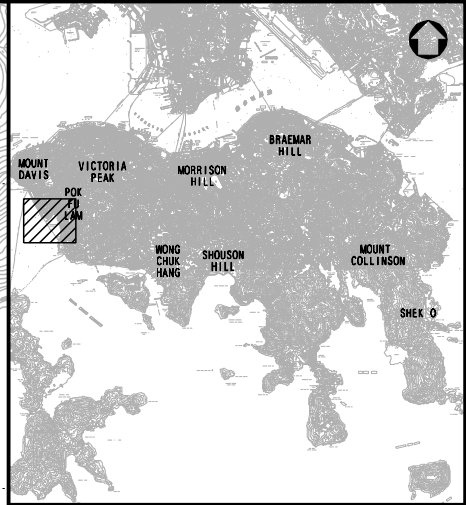 BRAEMAR
HILL
MOUNT
DAVIS
VICTORIA
PEAK
MORRISON
HILL
POK
FU
LAM
WONG
CHUK
HANG
SHOUSON
HILL
MOUNT
COLLINSON
SHEK O